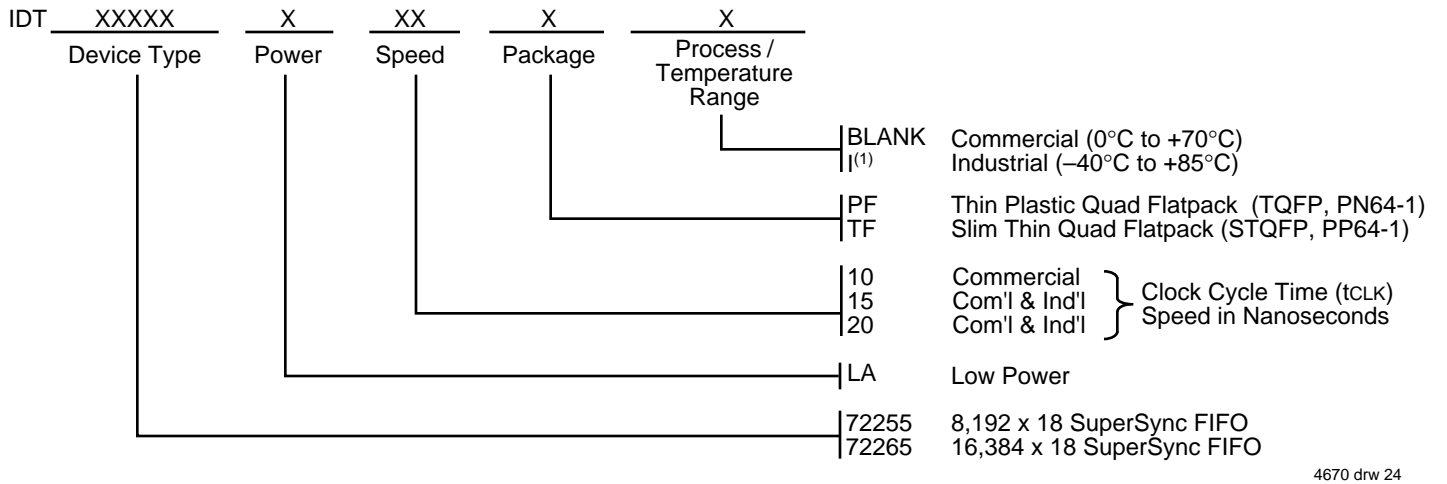 IDT XXXXX X XX X X
Device Type Power Speed Package Process / Temperature Range
BLANK Commercial (0°C to +70°C)
I(1) Industrial (–40°C to +85°C)
PF Thin Plastic Quad Flatpack (TQFP, PN64-1)
TF Slim Thin Quad Flatpack (STQFP, PP64-1)
10 Commercial
15 Com'l & Ind'l
20 Com'l & Ind'l
Clock Cycle Time (tCLK)
Speed in Nanoseconds
LA Low Power
72255 8,192 x 18 SuperSync FIFO
72265 16,384 x 18 SuperSync FIFO
4670 drw 24